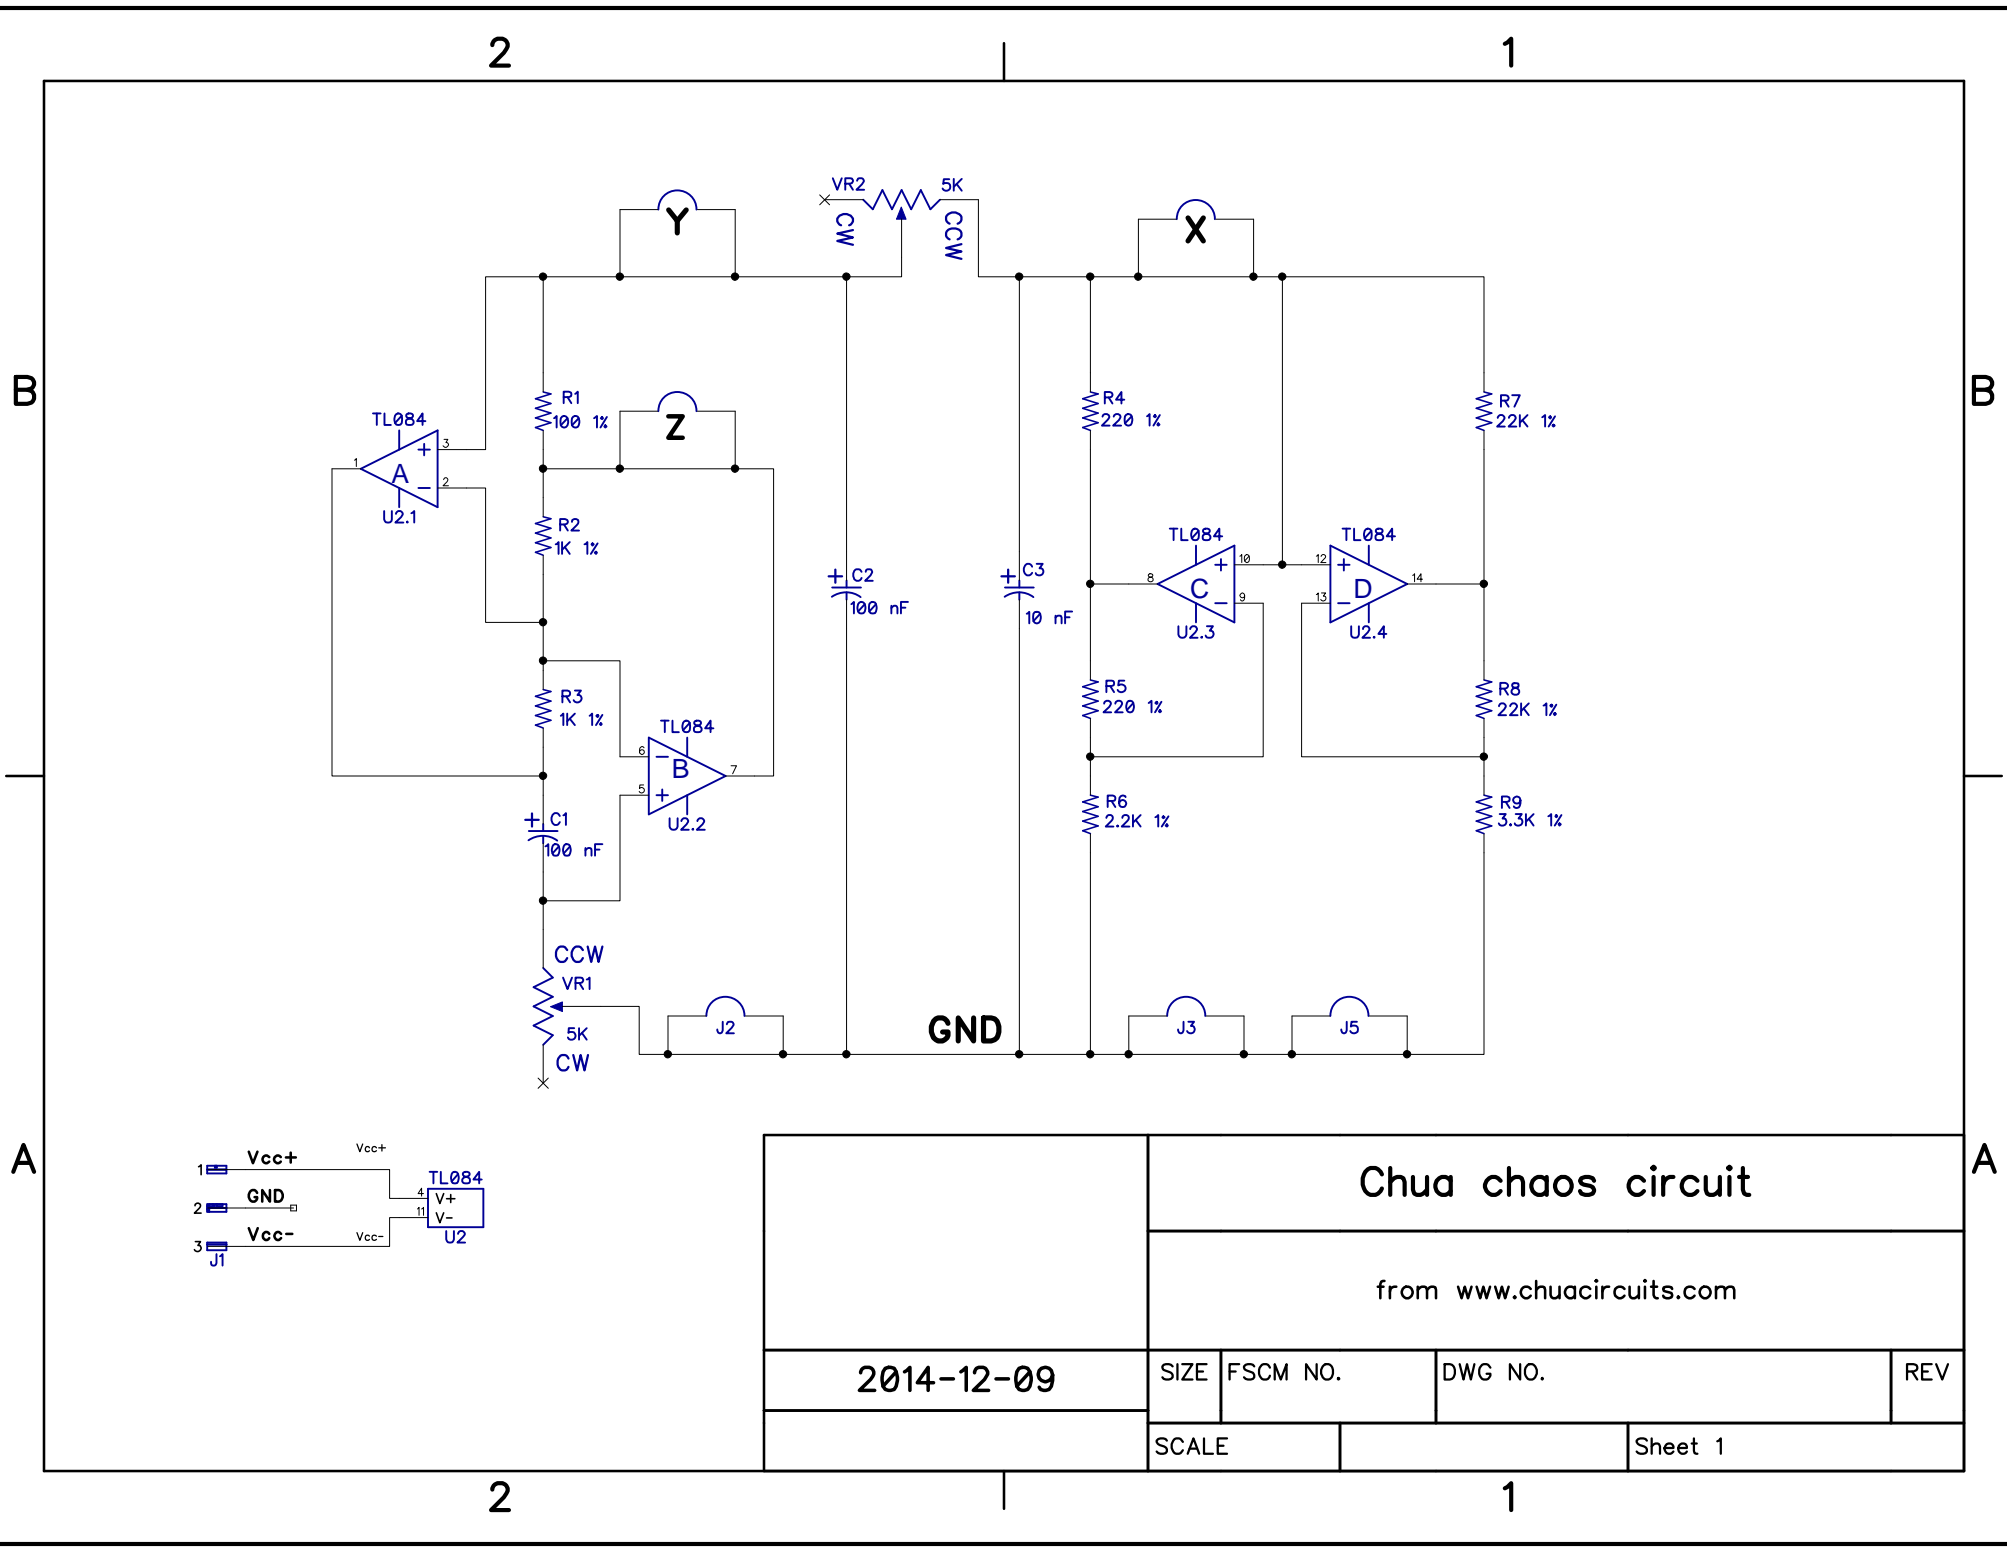 2 1
B B
VR2 5K
CW CCW
Y X
R1
100 1%
R4
220 1%
R7
22K 1%
TL084
3
1 A + -
2
U2.1
Z
R2
1K 1%
TL084 TL084
C2
100 nF
C3
10 nF
10 12
8 C + - + - D 14
9 13
U2.3 U2.4
R3
1K 1%
R5
220 1%
R8
22K 1%
TL084
6
- B + 7
5
U2.2
R6
2.2K 1%
R9
3.3K 1%
+ C1
100 nF
CCW
VR1
5K
CW
J2 GND J3 J5
A A
1 Vcc+ Vcc+
TL084
4 V+
2 GND
11 V-
U2
3 Vcc- Vcc-
J1
Chua chaos circuit
from www.chuacircuits.com
2014-12-09
SIZE FSCM NO. DWG NO. REV
SCALE Sheet 1
2 1